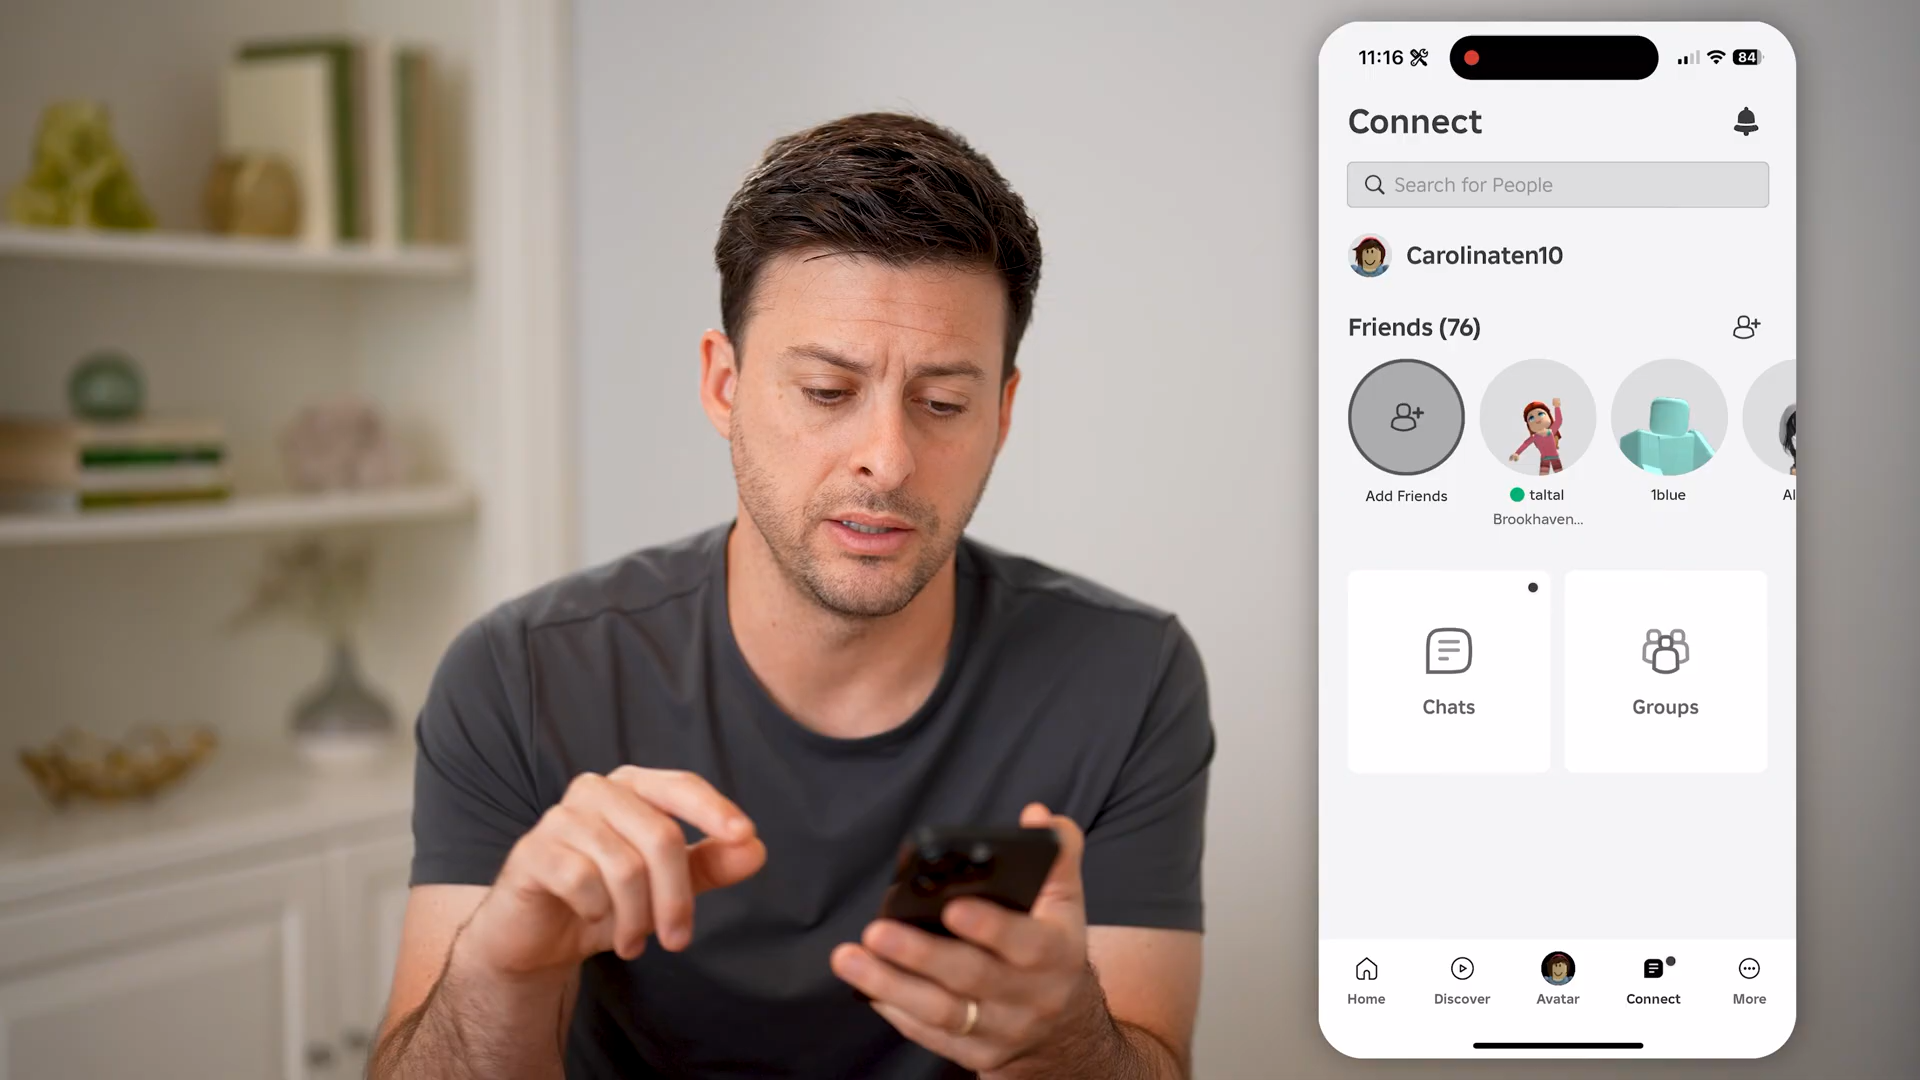 11:16
84
Connect
Search for People
Carolinaten10
Friends (76)
Add Friends
taltal
Brookhaven...
1blue
Al
Chats
Groups
Home
Discover
Avatar
Connect
More